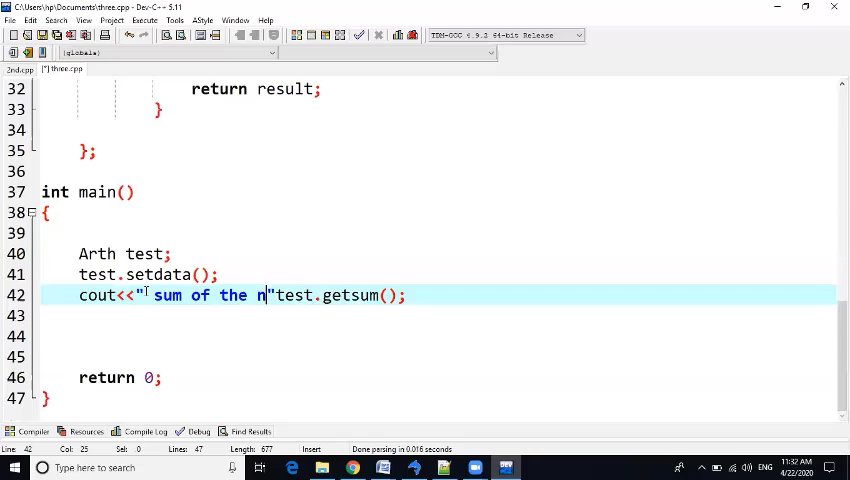 C:\Users\hp\Documents\three.cpp - Dev-C++ 5.11
File Edit Search View Project Execute Tools AStyle Window Help
TDM-GCC 4.9.2 64-bit Release
(globals)
2nd.cpp [*] three.cpp
32 return result;
33 }
34
35 };
36
37 int main()
38 {
39
40 Arth test;
41 test.setdata();
42 cout<<" sum of the n"test.getsum();
43
44
45
46 return 0;
47 }
Compiler Resources Compile Log Debug Find Results
Line: 42 Col: 25 Sel: 0 Lines: 47 Length: 677 Insert Done parsing in 0.016 seconds
Type here to search
DEV
ENG
11:32 AM
4/22/2020